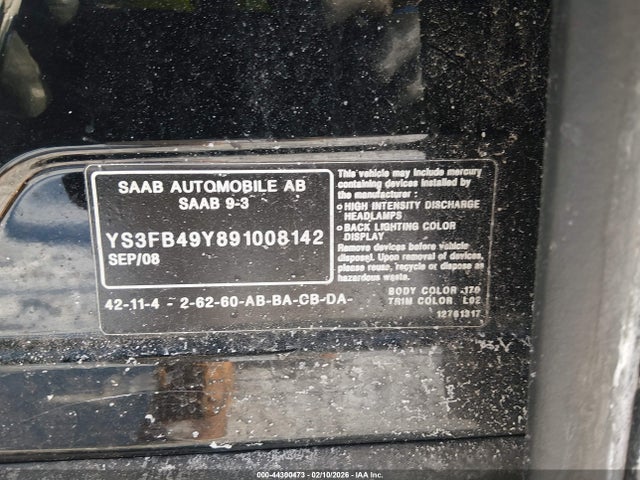 SAAB AUTOMOBILE AB
SAAB 9-3
YS3FB49Y891008142
SEP/08
42-11-4 - 2-62-60-AB-BA-CB-DA-
This vehicle may include mercury
containing devices installed by
the manufacturer :
o HIGH INTENSITY DISCHARGE
HEADLAMPS
o BACK LIGHTING COLOR
DISPLAY
Remove devices before vehicle
disposal. Upon removal of devices,
please reuse, recycle or dispose as
hazardous waste.
BODY COLOR 170
TRIM COLOR L02
12761317
000-44300473 - 02/10/2026 - IAA Inc.